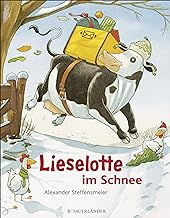 Lieselotte
im Schnee
Alexander Steffensmeier
SAUERLÄNDER